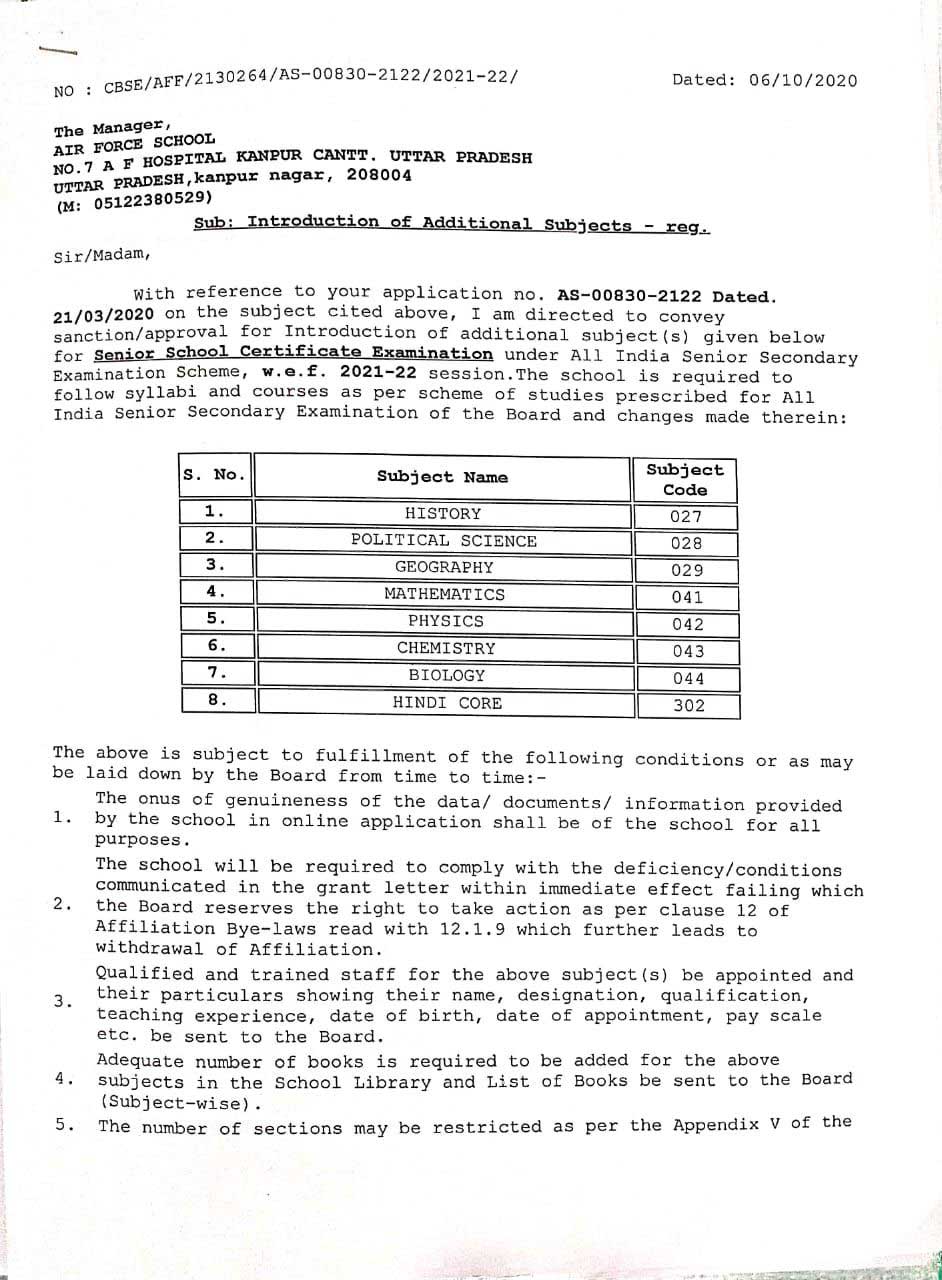 NO : CBSE/AFF/2130264/AS-00830-2122/2021-22/ Dated: 06/10/2020
The Manager,
AIR FORCE SCHOOL
NO.7 A F HOSPITAL KANPUR CANTT. UTTAR PRADESH
UTTAR PRADESH,kanpur nagar, 208004
(M: 05122380529)
Sub: Introduction of Additional Subjects - reg.
Sir/Madam,
With reference to your application no. AS-00830-2122 Dated.
21/03/2020 on the subject cited above, I am directed to convey
sanction/approval for Introduction of additional subject(s) given below
for Senior School Certificate Examination under All India Senior Secondary
Examination Scheme, w.e.f. 2021-22 session.The school is required to
follow syllabi and courses as per scheme of studies prescribed for All
India Senior Secondary Examination of the Board and changes made therein:
S. No. Subject Name Subject Code
1. HISTORY 027
2. POLITICAL SCIENCE 028
3. GEOGRAPHY 029
4. MATHEMATICS 041
5. PHYSICS 042
6. CHEMISTRY 043
7. BIOLOGY 044
8. HINDI CORE 302
The above is subject to fulfillment of the following conditions or as may
be laid down by the Board from time to time:-
The onus of genuineness of the data/ documents/ information provided
1. by the school in online application shall be of the school for all
purposes.
The school will be required to comply with the deficiency/conditions
communicated in the grant letter within immediate effect failing which
2. the Board reserves the right to take action as per clause 12 of
Affiliation Bye-laws read with 12.1.9 which further leads to
withdrawal of Affiliation.
Qualified and trained staff for the above subject(s) be appointed and
3. their particulars showing their name, designation, qualification,
teaching experience, date of birth, date of appointment, pay scale
etc. be sent to the Board.
Adequate number of books is required to be added for the above
4. subjects in the School Library and List of Books be sent to the Board
(Subject-wise).
5. The number of sections may be restricted as per the Appendix V of the